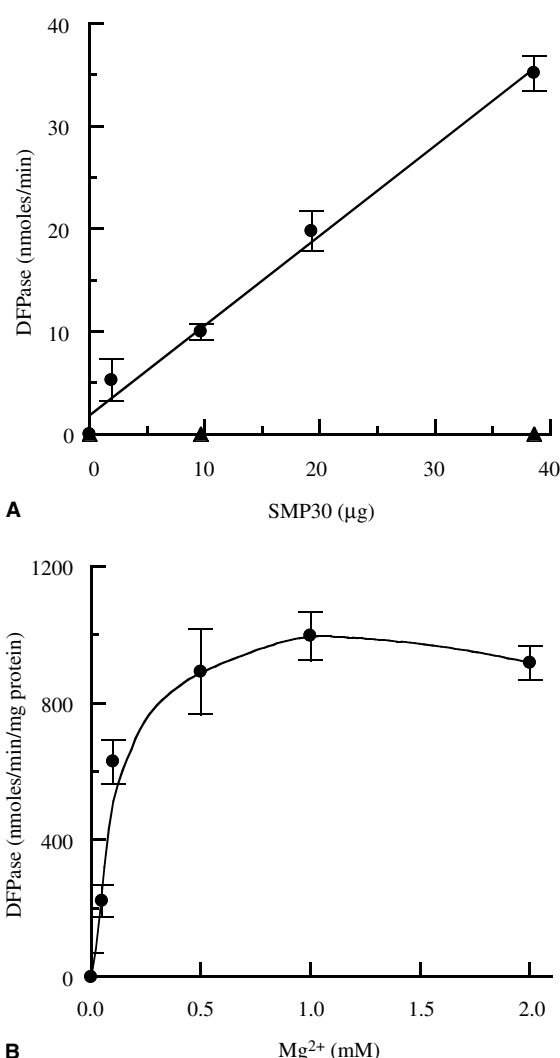 40
30
20
10
0
DFPase (nmoles/min)
0 10 20 30 40
SMP30 (µg)
A
1200
800
400
0
DFPase (nmoles/min/mg protein)
0.0 0.5 1.0 1.5 2.0
Mg²⁺ (mM)
B